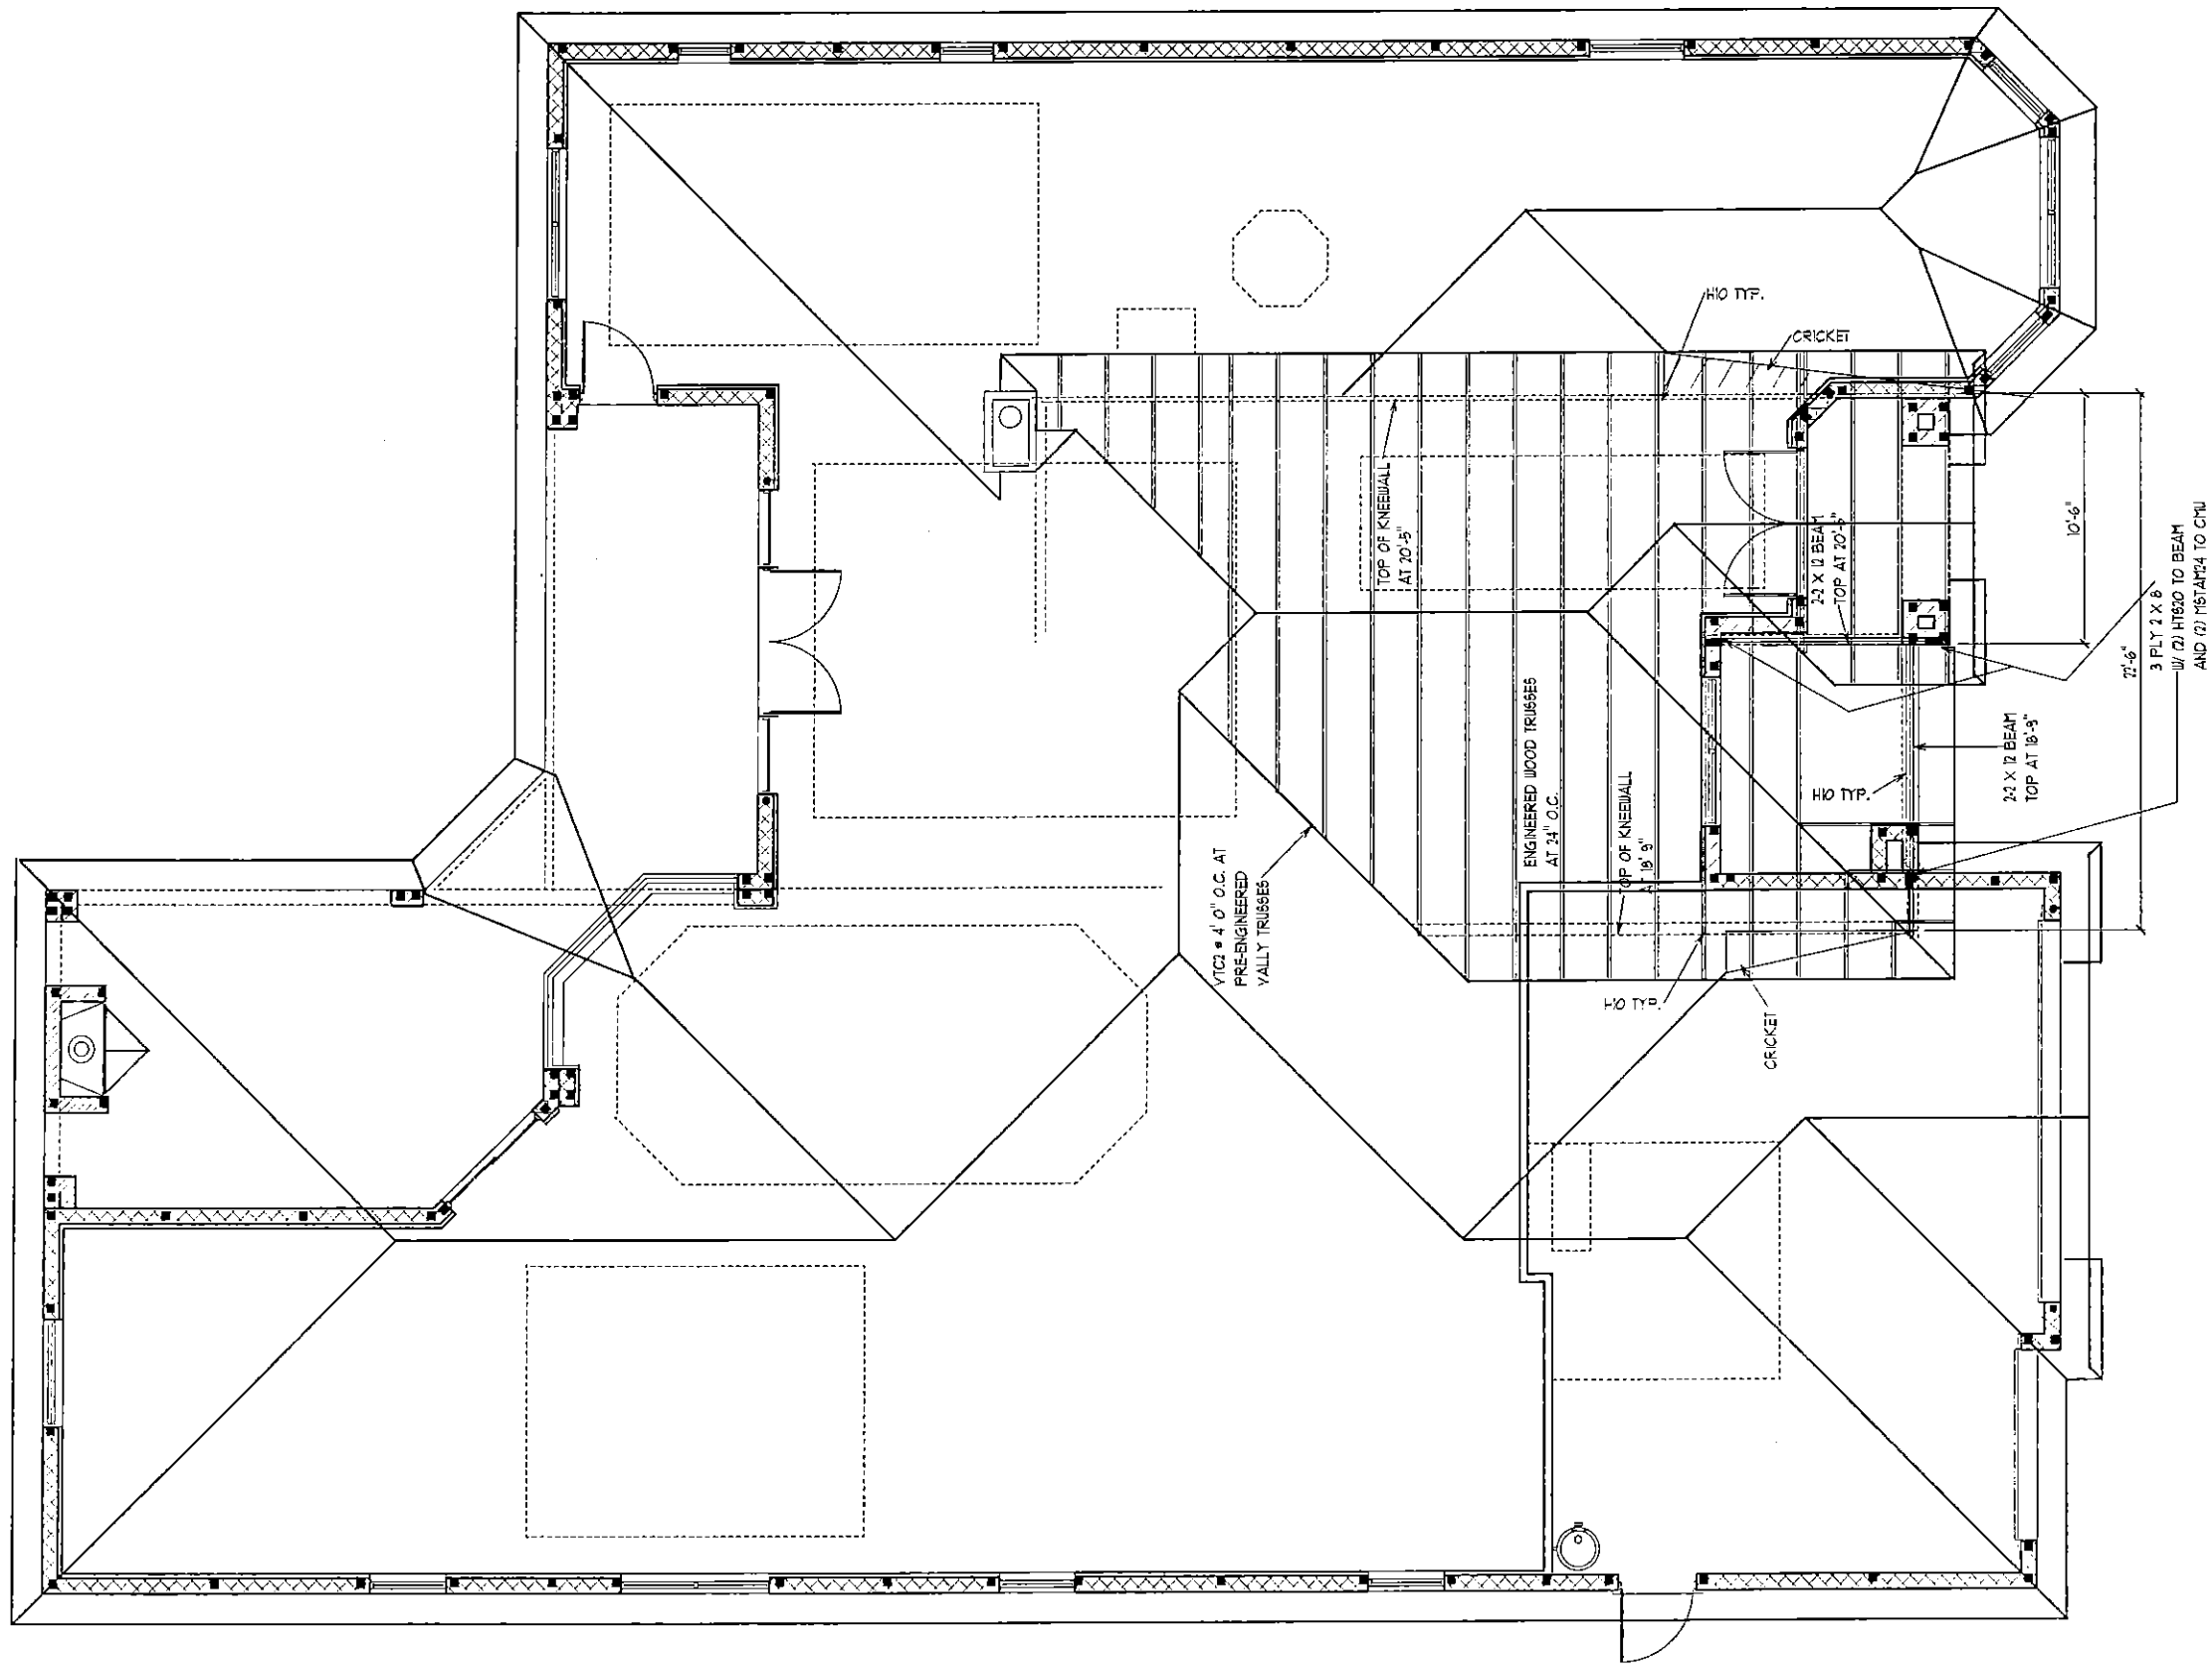 H10 TYP.
CRICKET
TOP OF KNEEWALL
AT 20'-5"
2-2 X 12 BEAM
TOP AT 20'-5"
10'-6"
22'-6"
3 PLY 2 X 8
W/ (2) HTS20 TO BEAM
AND (2) MSTAM24 TO CMU
ENGINEERED WOOD TRUSSES
AT 24" O.C.
2-2 X 12 BEAM
TOP AT 18'-9"
H10 TYP.
TOP OF KNEEWALL
AT 18' 9"
VTC2 @ 4' 0" O.C. AT
PRE-ENGINEERED
VALLY TRUSSES
H10 TYP.
CRICKET